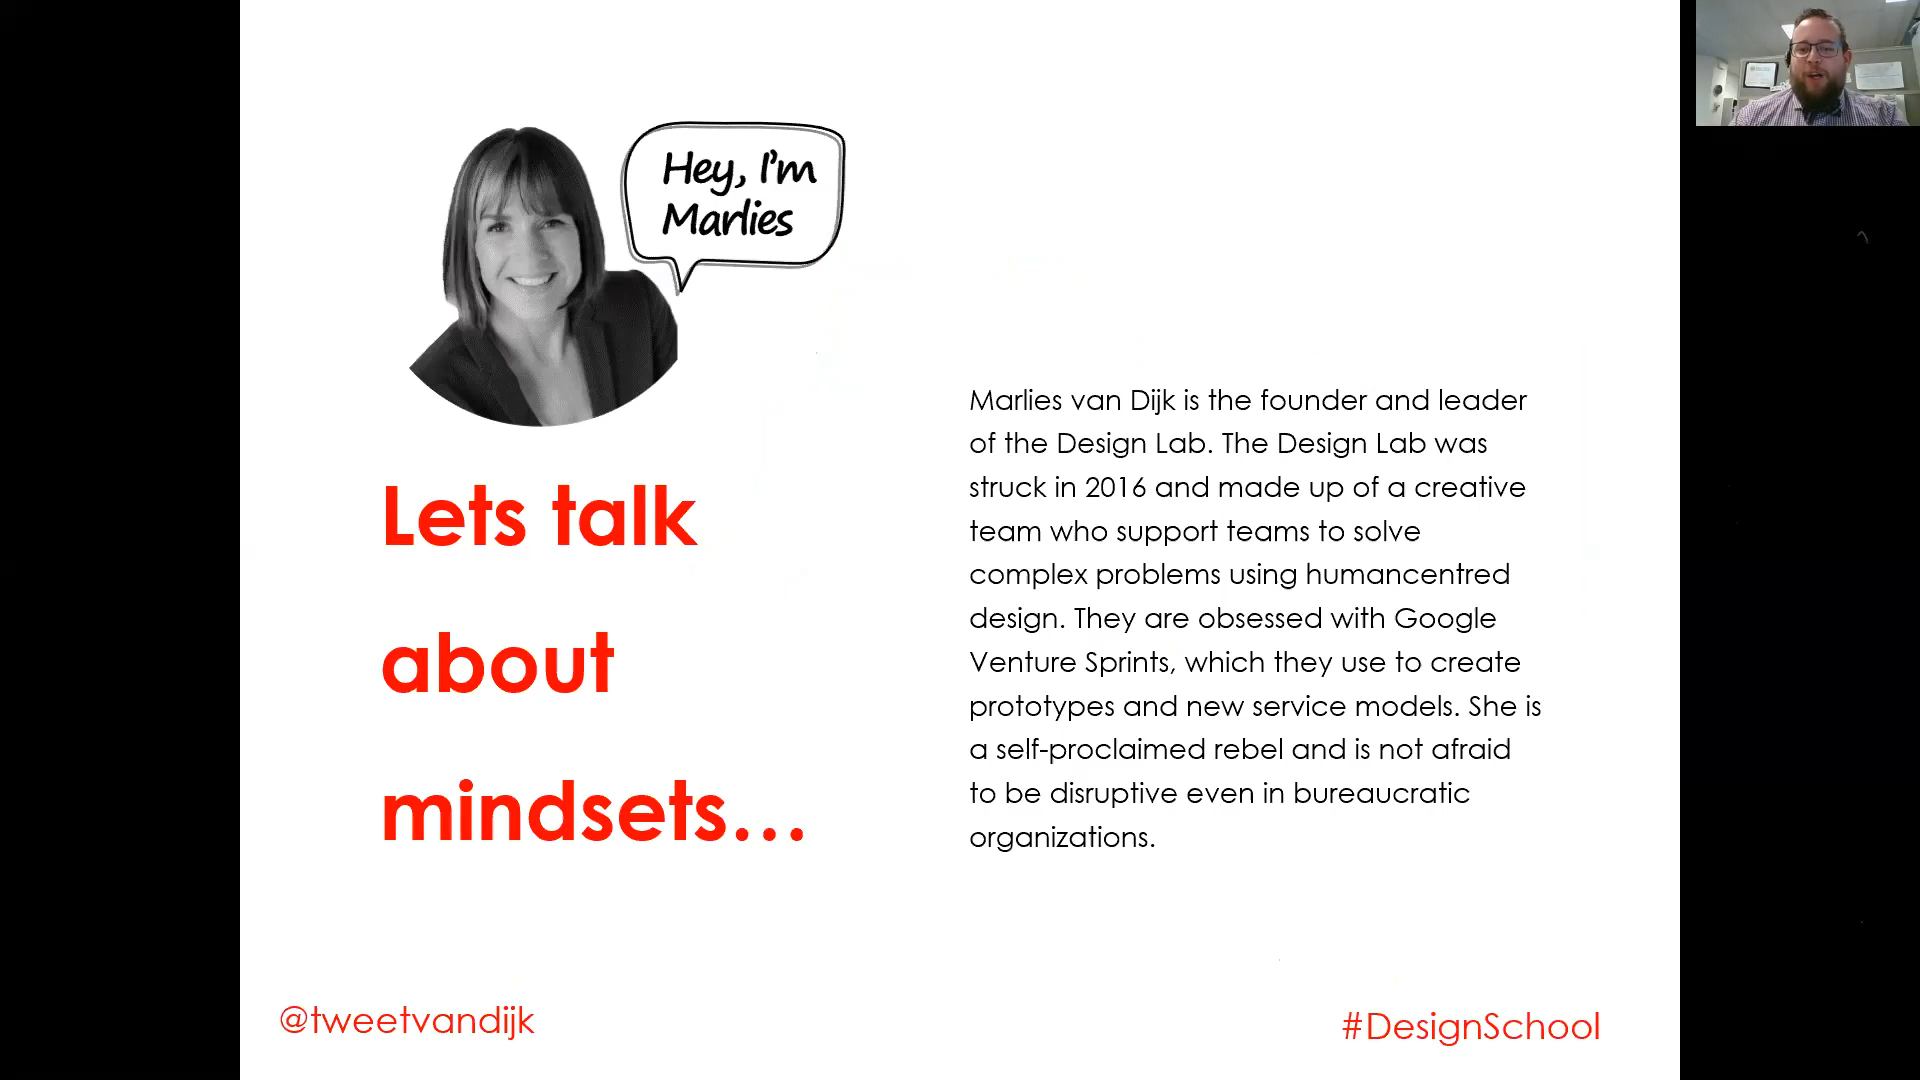 Hey, I'm
Marlies
Lets talk
about
mindsets...
Marlies van Dijk is the founder and leader
of the Design Lab. The Design Lab was
struck in 2016 and made up of a creative
team who support teams to solve
complex problems using humancentred
design. They are obsessed with Google
Venture Sprints, which they use to create
prototypes and new service models. She is
a self-proclaimed rebel and is not afraid
to be disruptive even in bureaucratic
organizations.
@tweetvandijk
#DesignSchool